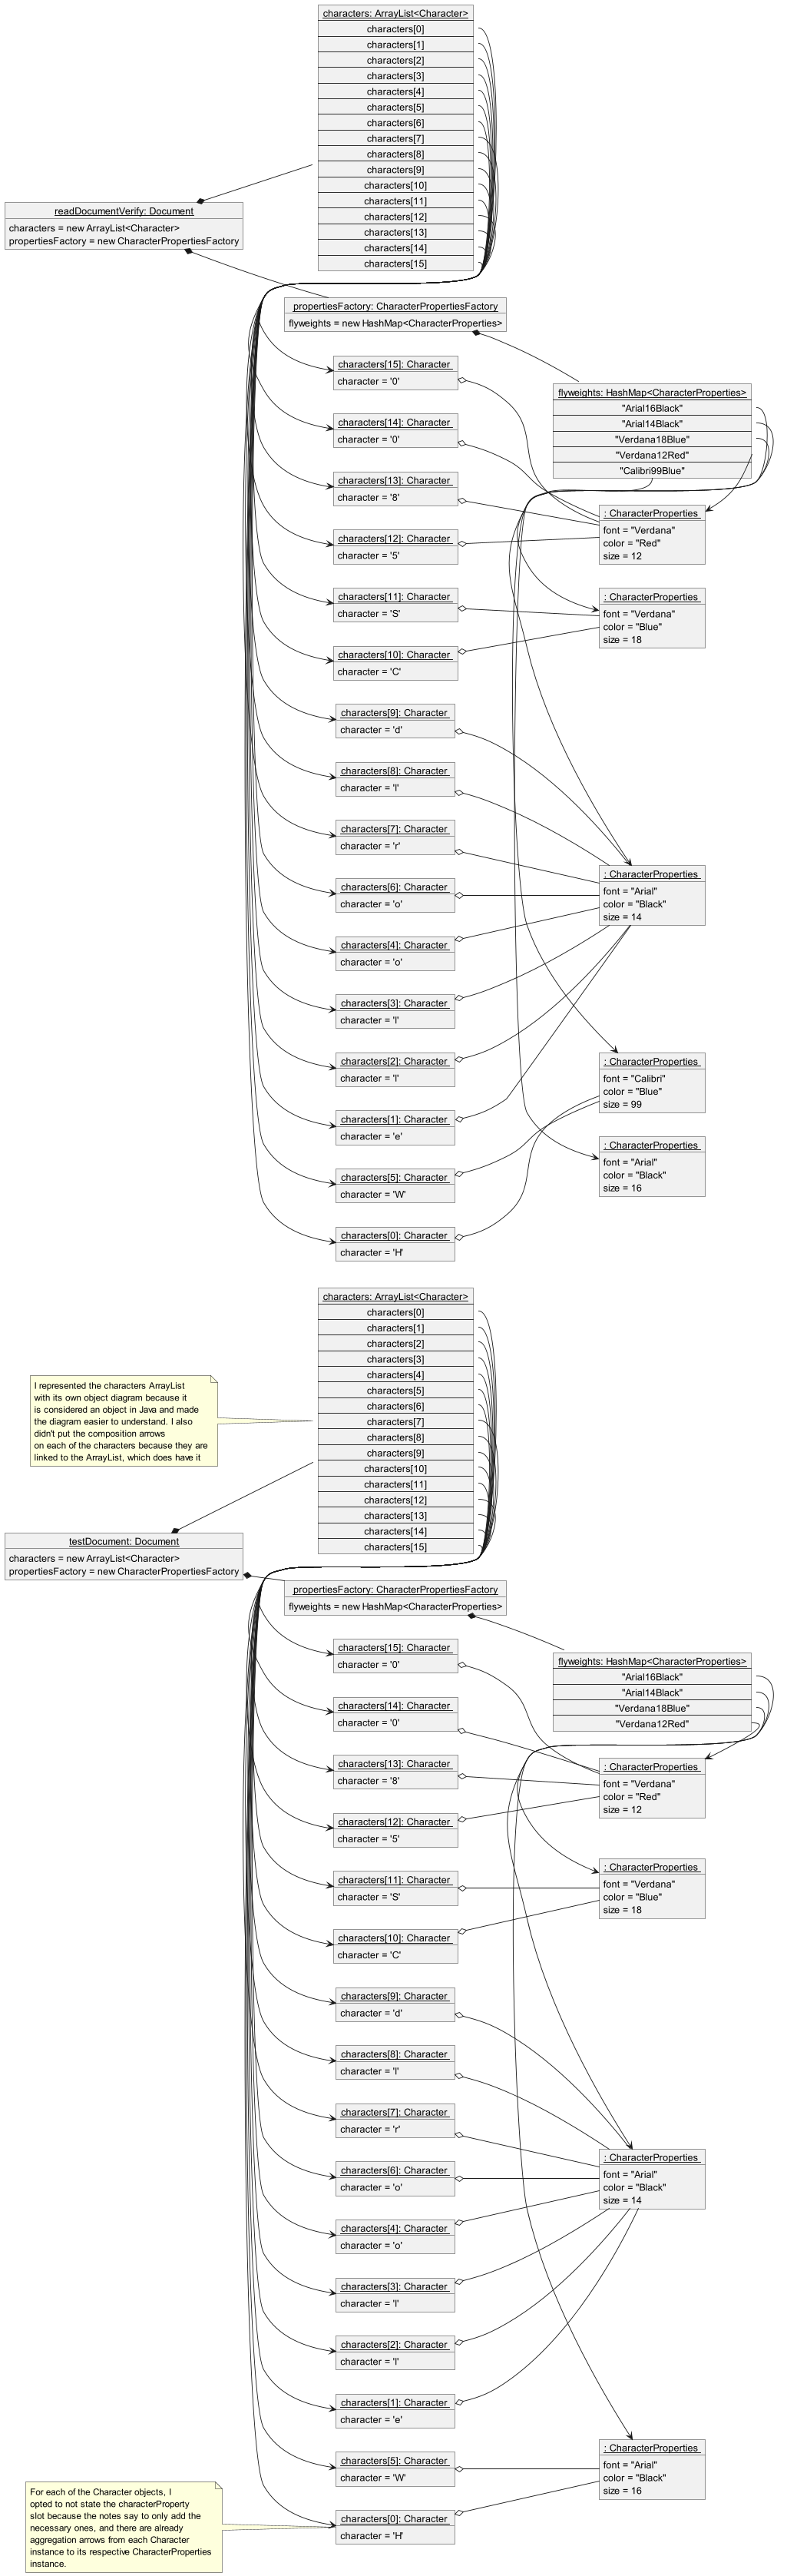 characters: ArrayList<Character>
characters[0]
characters[1]
characters[2]
characters[3]
characters[4]
characters[5]
characters[6]
characters[7]
characters[8]
characters[9]
characters[10]
characters[11]
characters[12]
characters[13]
characters[14]
characters[15]
readDocumentVerify: Document
characters = new ArrayList<Character>
propertiesFactory = new CharacterPropertiesFactory
propertiesFactory: CharacterPropertiesFactory
flyweights = new HashMap<CharacterProperties>
flyweights: HashMap<CharacterProperties>
"Arial16Black"
"Arial14Black"
"Verdana18Blue"
"Verdana12Red"
"Calibri99Blue"
characters[15]: Character
character = '0'
characters[14]: Character
character = '0'
characters[13]: Character
character = '8'
characters[12]: Character
character = '5'
characters[11]: Character
character = 'S'
characters[10]: Character
character = 'C'
characters[9]: Character
character = 'd'
characters[8]: Character
character = 'l'
characters[7]: Character
character = 'r'
characters[6]: Character
character = 'o'
characters[4]: Character
character = 'o'
characters[3]: Character
character = 'l'
characters[2]: Character
character = 'l'
characters[1]: Character
character = 'e'
characters[5]: Character
character = 'W'
characters[0]: Character
character = 'H'
: CharacterProperties
font = "Verdana"
color = "Red"
size = 12
: CharacterProperties
font = "Verdana"
color = "Blue"
size = 18
: CharacterProperties
font = "Arial"
color = "Black"
size = 14
: CharacterProperties
font = "Calibri"
color = "Blue"
size = 99
: CharacterProperties
font = "Arial"
color = "Black"
size = 16
characters: ArrayList<Character>
characters[0]
characters[1]
characters[2]
characters[3]
characters[4]
characters[5]
characters[6]
characters[7]
characters[8]
characters[9]
characters[10]
characters[11]
characters[12]
characters[13]
characters[14]
characters[15]
I represented the characters ArrayList
with its own object diagram because it
is considered an object in Java and made
the diagram easier to understand. I also
didn't put the composition arrows
on each of the characters because they are
linked to the ArrayList, which does have it
testDocument: Document
characters = new ArrayList<Character>
propertiesFactory = new CharacterPropertiesFactory
propertiesFactory: CharacterPropertiesFactory
flyweights = new HashMap<CharacterProperties>
flyweights: HashMap<CharacterProperties>
"Arial16Black"
"Arial14Black"
"Verdana18Blue"
"Verdana12Red"
characters[15]: Character
character = '0'
characters[14]: Character
character = '0'
characters[13]: Character
character = '8'
characters[12]: Character
character = '5'
characters[11]: Character
character = 'S'
characters[10]: Character
character = 'C'
characters[9]: Character
character = 'd'
characters[8]: Character
character = 'l'
characters[7]: Character
character = 'r'
characters[6]: Character
character = 'o'
characters[4]: Character
character = 'o'
characters[3]: Character
character = 'l'
characters[2]: Character
character = 'l'
characters[1]: Character
character = 'e'
characters[5]: Character
character = 'W'
characters[0]: Character
character = 'H'
: CharacterProperties
font = "Verdana"
color = "Red"
size = 12
: CharacterProperties
font = "Verdana"
color = "Blue"
size = 18
: CharacterProperties
font = "Arial"
color = "Black"
size = 14
: CharacterProperties
font = "Arial"
color = "Black"
size = 16
For each of the Character objects, I
opted to not state the characterProperty
slot because the notes say to only add the
necessary ones, and there are already
aggregation arrows from each Character
instance to its respective CharacterProperties
instance.